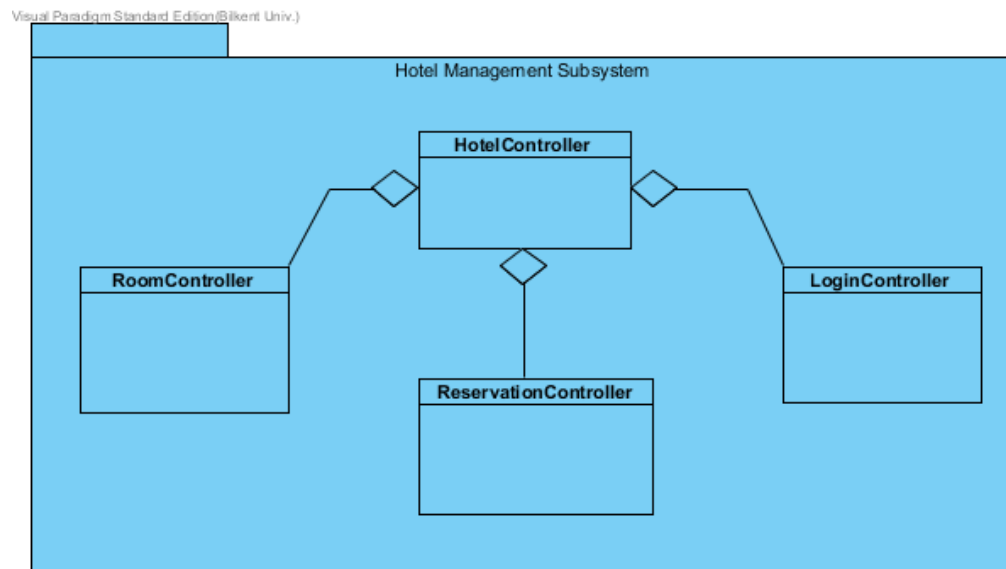 Visual Paradigm Standard Edition(Bilkent Univ.)
Hotel Management Subsystem
HotelController
RoomController
LoginController
ReservationController